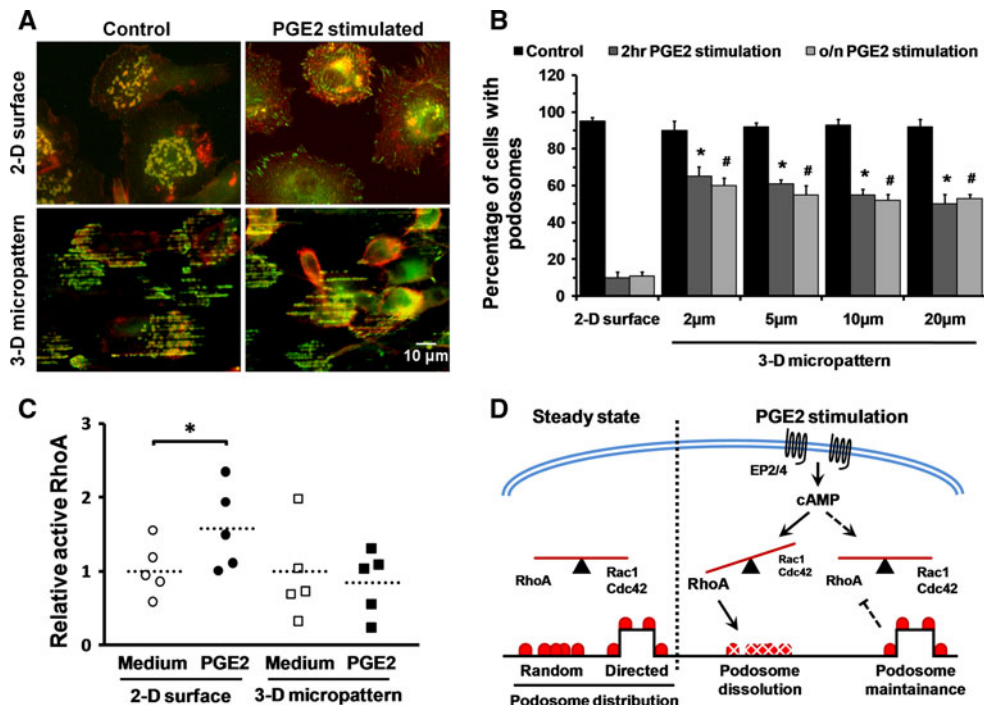 A
Control
PGE2 stimulated
2-D surface
3-D micropattern
10 µm
B
Control 2hr PGE2 stimulation o/n PGE2 stimulation
Percentage of cells with podosomes
120
100
80
60
40
20
0
* # * # * # * #
2-D surface 2µm 5µm 10µm 20µm
3-D micropattern
C
Relative active RhoA
3
2
1
0
*
Medium PGE2 Medium PGE2
2-D surface 3-D micropattern
D
Steady state PGE2 stimulation
EP2/4
cAMP
RhoA Rac1
Cdc42
RhoA Rac1
Cdc42
RhoA Rac1
Cdc42
Random Directed
Podosome distribution
Podosome
dissolution
Podosome
maintainance